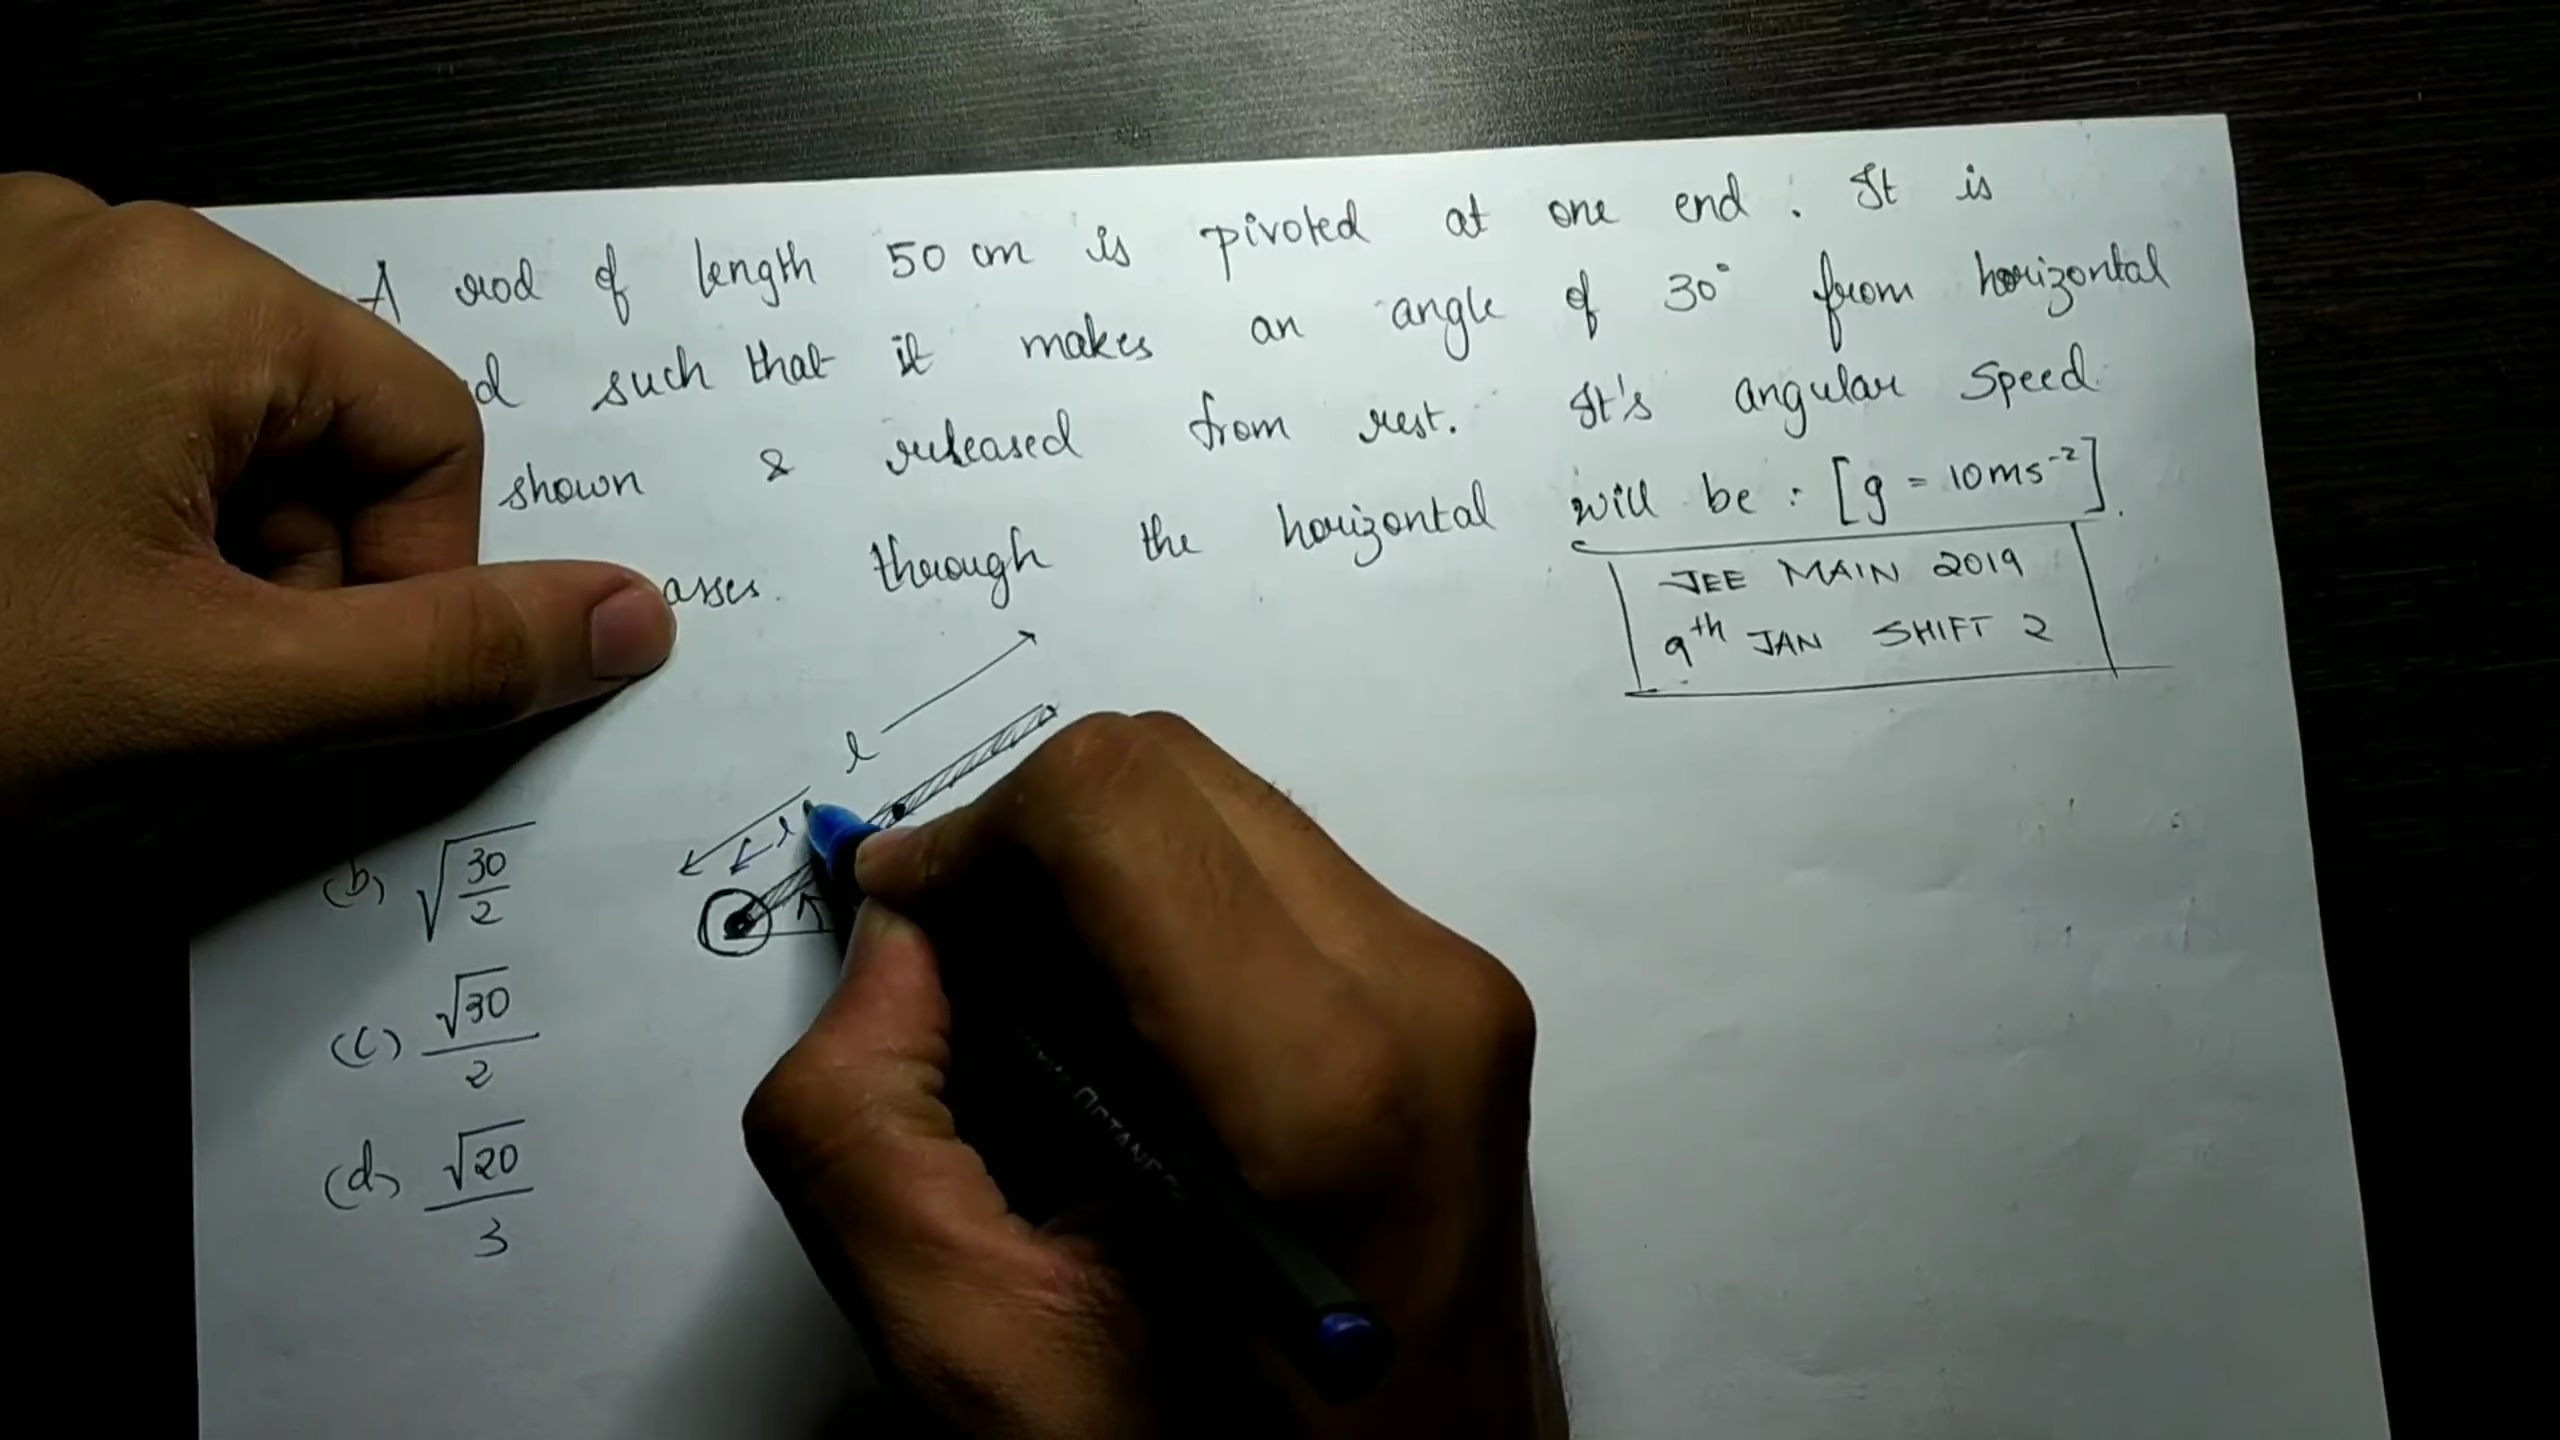 A rod of length 50 cm is pivoted at one end. It is
d such that it makes an angle of 30° from horizontal
shown & released from rest. It's angular speed
asses through the horizontal will be : [g = 10ms⁻²].
JEE MAIN 2019
9th JAN SHIFT 2
l
l
(b) √(30/2)
(c) √30/2
(d) √20/3